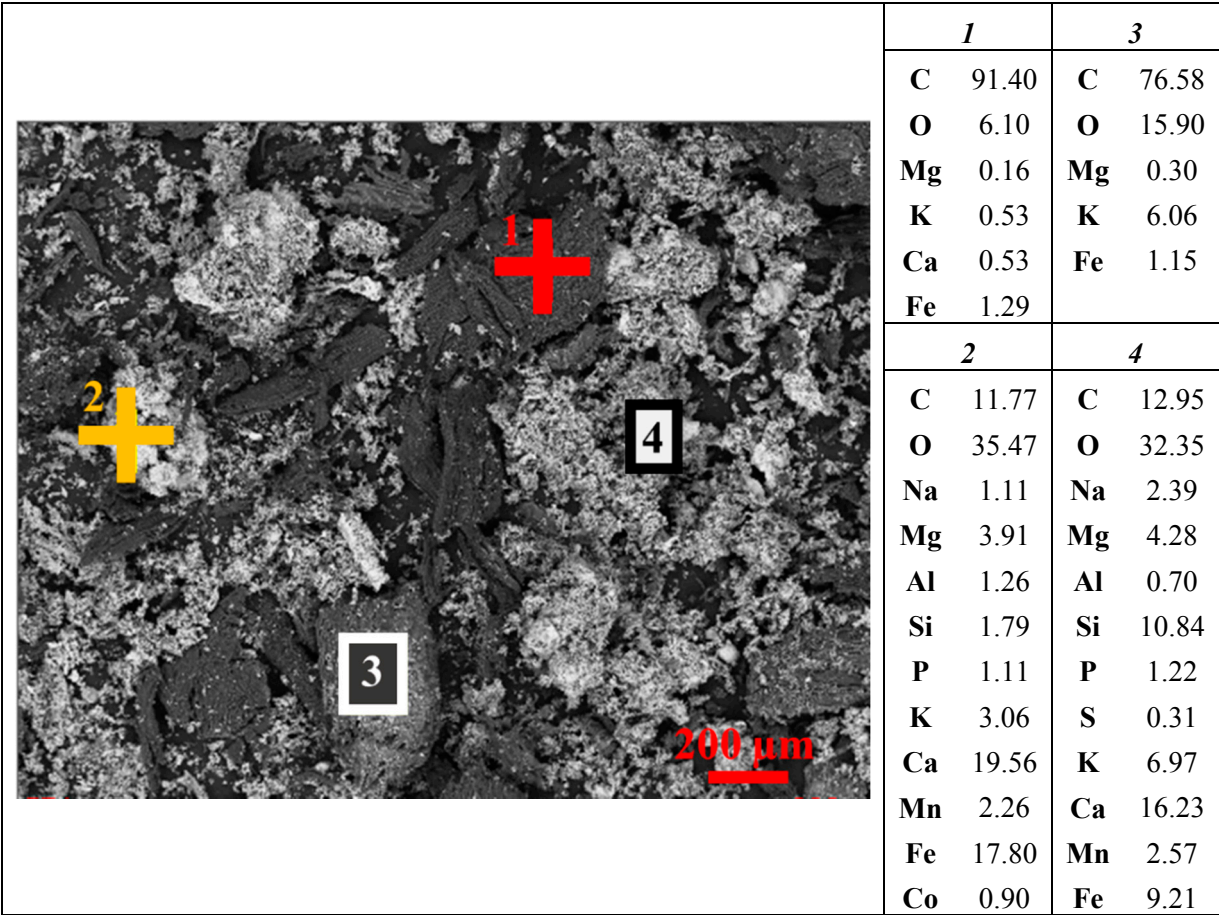 1 3
C 91.40 C 76.58
O 6.10 O 15.90
Mg 0.16 Mg 0.30
K 0.53 K 6.06
Ca 0.53 Fe 1.15
Fe 1.29
2 4
C 11.77 C 12.95
O 35.47 O 32.35
Na 1.11 Na 2.39
Mg 3.91 Mg 4.28
Al 1.26 Al 0.70
Si 1.79 Si 10.84
P 1.11 P 1.22
K 3.06 S 0.31
Ca 19.56 K 6.97
Mn 2.26 Ca 16.23
Fe 17.80 Mn 2.57
Co 0.90 Fe 9.21
1
2
4
3
200 µm